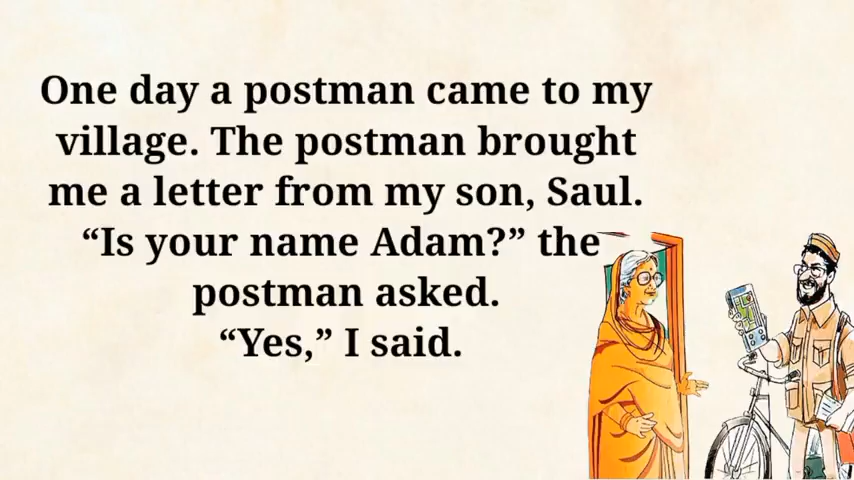 One day a postman came to my
village. The postman brought
me a letter from my son, Saul.
“Is your name Adam?” the
postman asked.
“Yes,” I said.